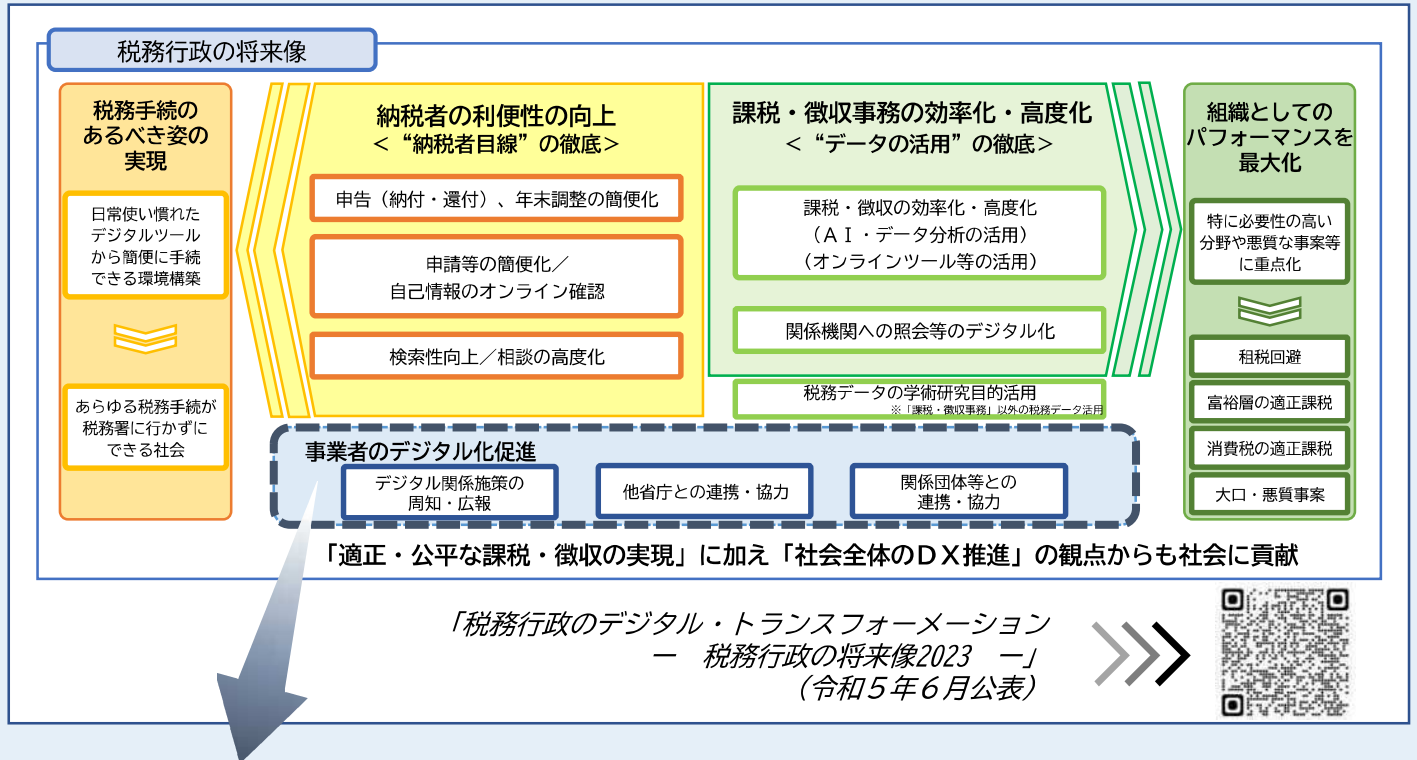 税務行政の将来像
税務手続の
あるべき姿の
実現
日常使い慣れた
デジタルツール
から簡便に手続
できる環境構築
あらゆる税務手続が
税務署に行かずに
できる社会
納税者の利便性の向上
＜“納税者目線”の徹底＞
申告（納付・還付）、年末調整の簡便化
申請等の簡便化／
自己情報のオンライン確認
検索性向上／相談の高度化
課税・徴収事務の効率化・高度化
＜“データの活用”の徹底＞
課税・徴収の効率化・高度化
（ＡＩ・データ分析の活用）
（オンラインツール等の活用）
関係機関への照会等のデジタル化
税務データの学術研究目的活用
※「課税・徴収事務」以外の税務データ活用
組織としての
パフォーマンスを
最大化
特に必要性の高い
分野や悪質な事案等
に重点化
租税回避
富裕層の適正課税
消費税の適正課税
大口・悪質事案
事業者のデジタル化促進
デジタル関係施策の
周知・広報
他省庁との連携・協力
関係団体等との
連携・協力
「適正・公平な課税・徴収の実現」に加え「社会全体のＤＸ推進」の観点からも社会に貢献
「税務行政のデジタル・トランスフォーメーション
－　税務行政の将来像2023　－」
（令和５年６月公表）